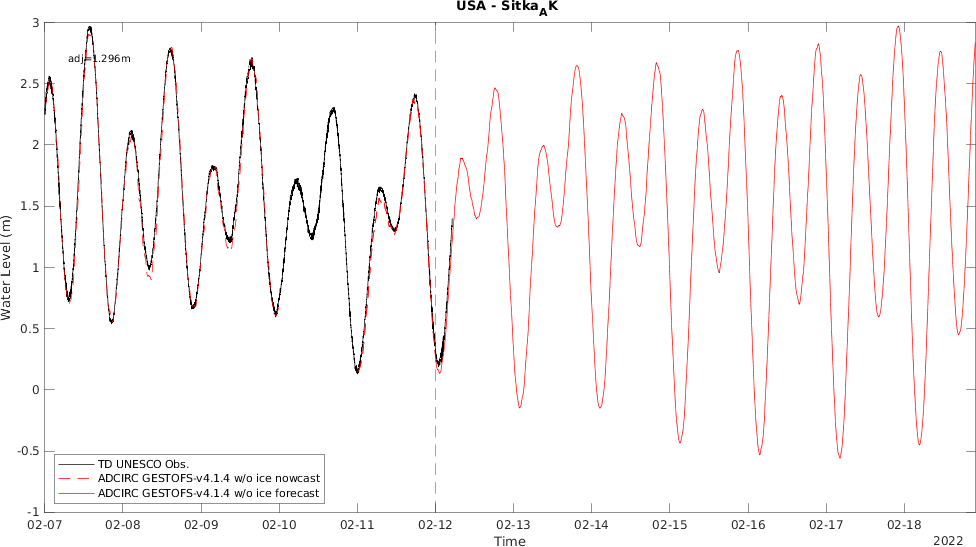 USA - SitkaAK
adj=1.296m
3
2.5
2
1.5
1
0.5
0
-0.5
-1
Water Level (m)
TD UNESCO Obs.
ADCIRC GESTOFS-v4.1.4 w/o ice nowcast
ADCIRC GESTOFS-v4.1.4 w/o ice forecast
02-07 02-08 02-09 02-10 02-11 02-12 02-13 02-14 02-15 02-16 02-17 02-18
Time
2022